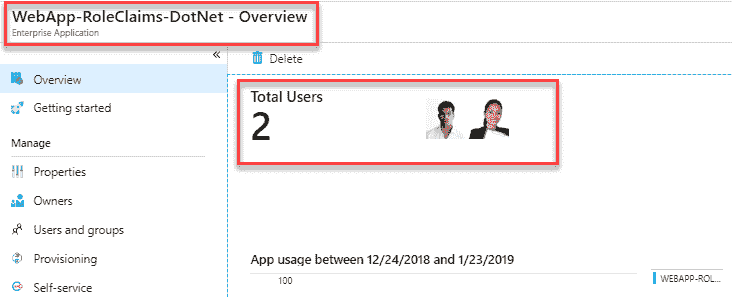 WebApp-RoleClaims-DotNet - Overview
Enterprise Application
«
Delete
Overview
Getting started
Manage
Properties
Owners
Users and groups
Provisioning
Self-service
Total Users
2
App usage between 12/24/2018 and 1/23/2019
100
WEBAPP-ROL...